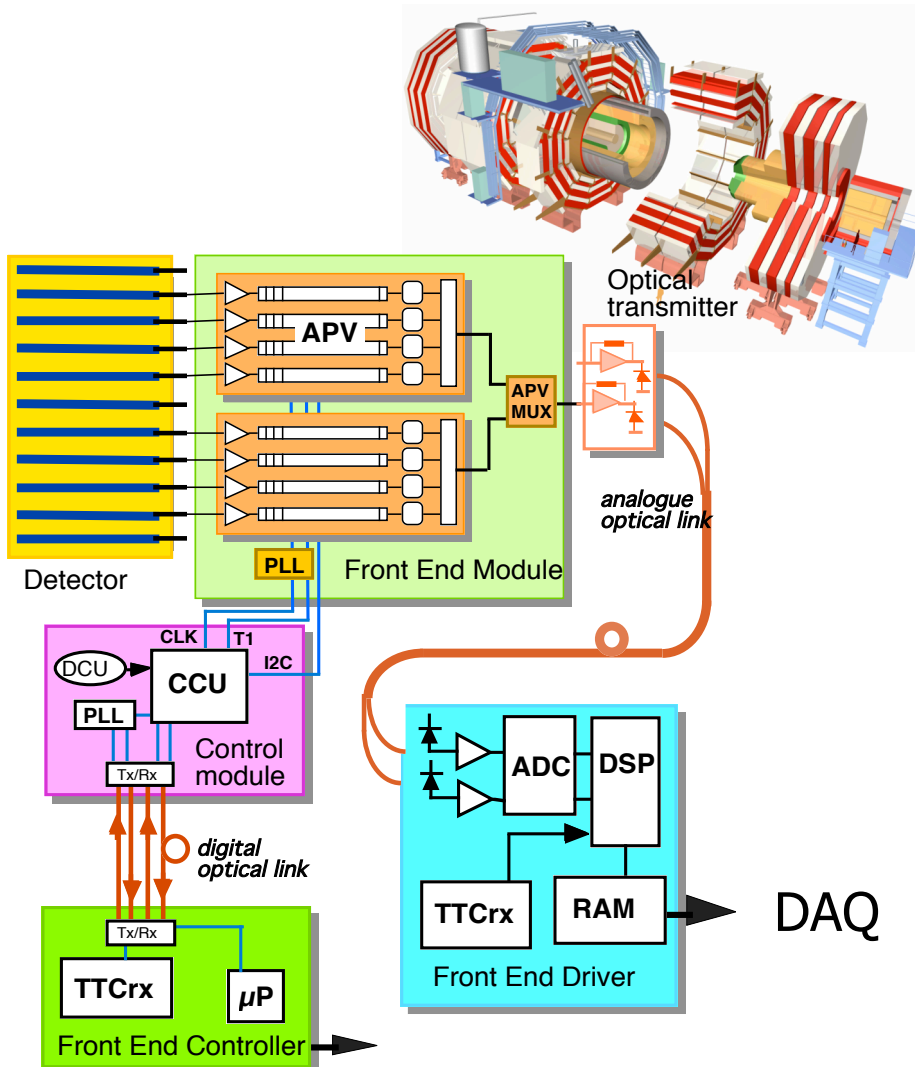 Optical
transmitter
APV
APV
MUX
analogue
optical link
PLL
Front End Module
Detector
CLK
T1
I2C
DCU
CCU
PLL
Control
module
Tx/Rx
ADC
DSP
digital
optical link
TTCrx
RAM
DAQ
Front End Driver
Tx/Rx
TTCrx
µP
Front End Controller